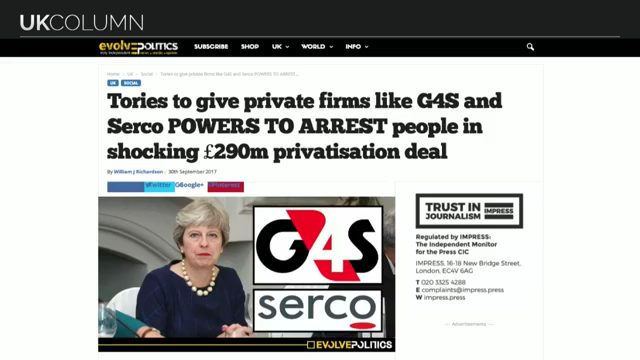 UKCOLUMN
evolvepolitics
SUBSCRIBE SHOP UK WORLD INFO
UK SOCIAL
Tories to give private firms like G4S and
Serco POWERS TO ARREST people in
shocking £290m privatisation deal
By William J Richardson - 30th September 2017
Twitter Google+ Pinterest
G4S
serco
EVOLVEPOLITICS
TRUST IN
JOURNALISM IMPRESS
Regulated by IMPRESS:
The Independent Monitor
for the Press CIC
IMPRESS, 16-18 New Bridge Street,
London, EC4V 6AG
T 020 3325 4288
E complaints@impress.press
W impress.press
--- Advertisements ---